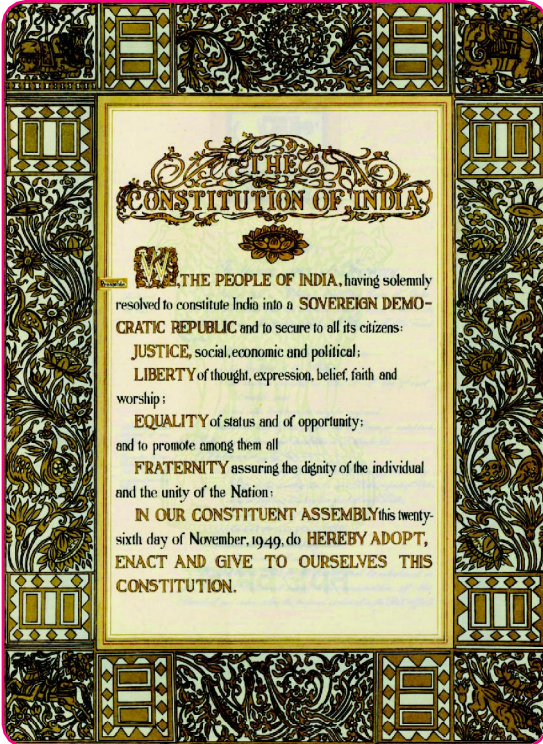 THE
CONSTITUTION OF INDIA
Preamble
WE, THE PEOPLE OF INDIA, having solemnly
resolved to constitute India into a SOVEREIGN DEMO-
CRATIC REPUBLIC and to secure to all its citizens:
JUSTICE, social, economic and political;
LIBERTY of thought, expression, belief, faith and
worship;
EQUALITY of status and of opportunity;
and to promote among them all
FRATERNITY assuring the dignity of the individual
and the unity of the Nation;
IN OUR CONSTITUENT ASSEMBLY this twenty-
sixth day of November, 1949, do HEREBY ADOPT,
ENACT AND GIVE TO OURSELVES THIS
CONSTITUTION.